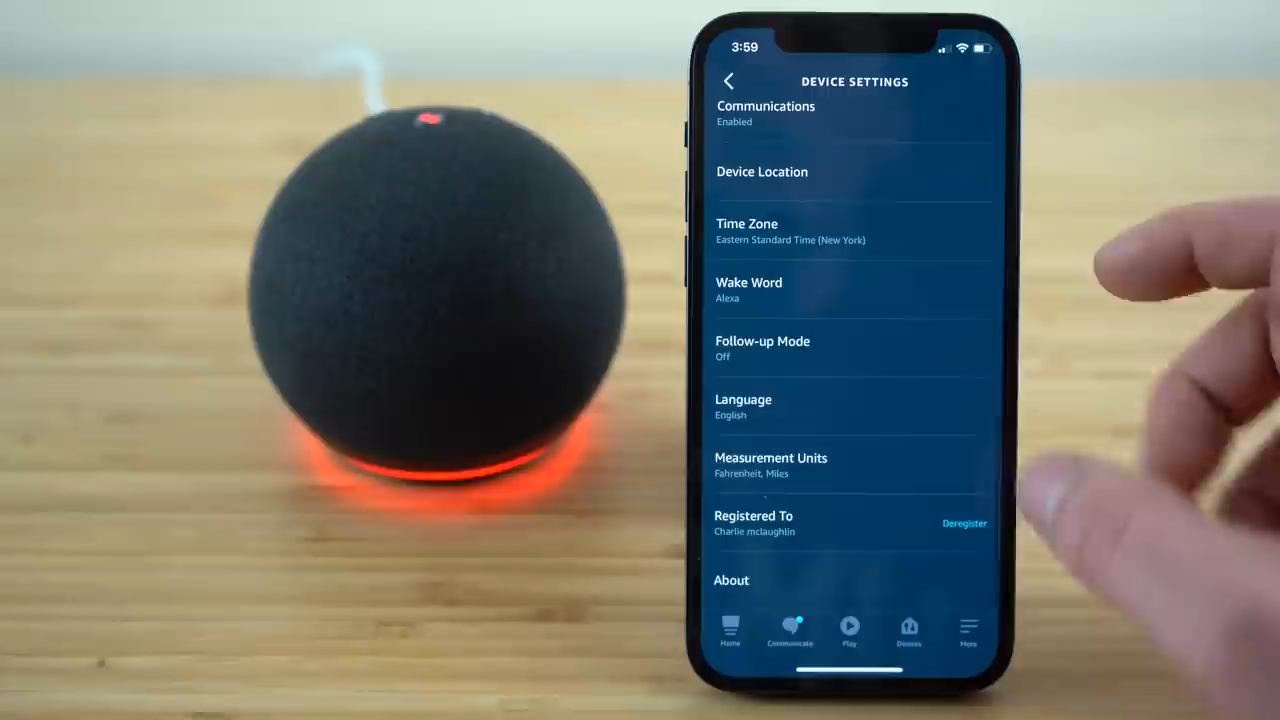 3:59
DEVICE SETTINGS
Communications
Enabled
Device Location
Time Zone
Eastern Standard Time (New York)
Wake Word
Alexa
Follow-up Mode
Off
Language
English
Measurement Units
Fahrenheit, Miles
Registered To
Deregister
Charlie mclaughlin
About
Home
Communicate
Play
Devices
More